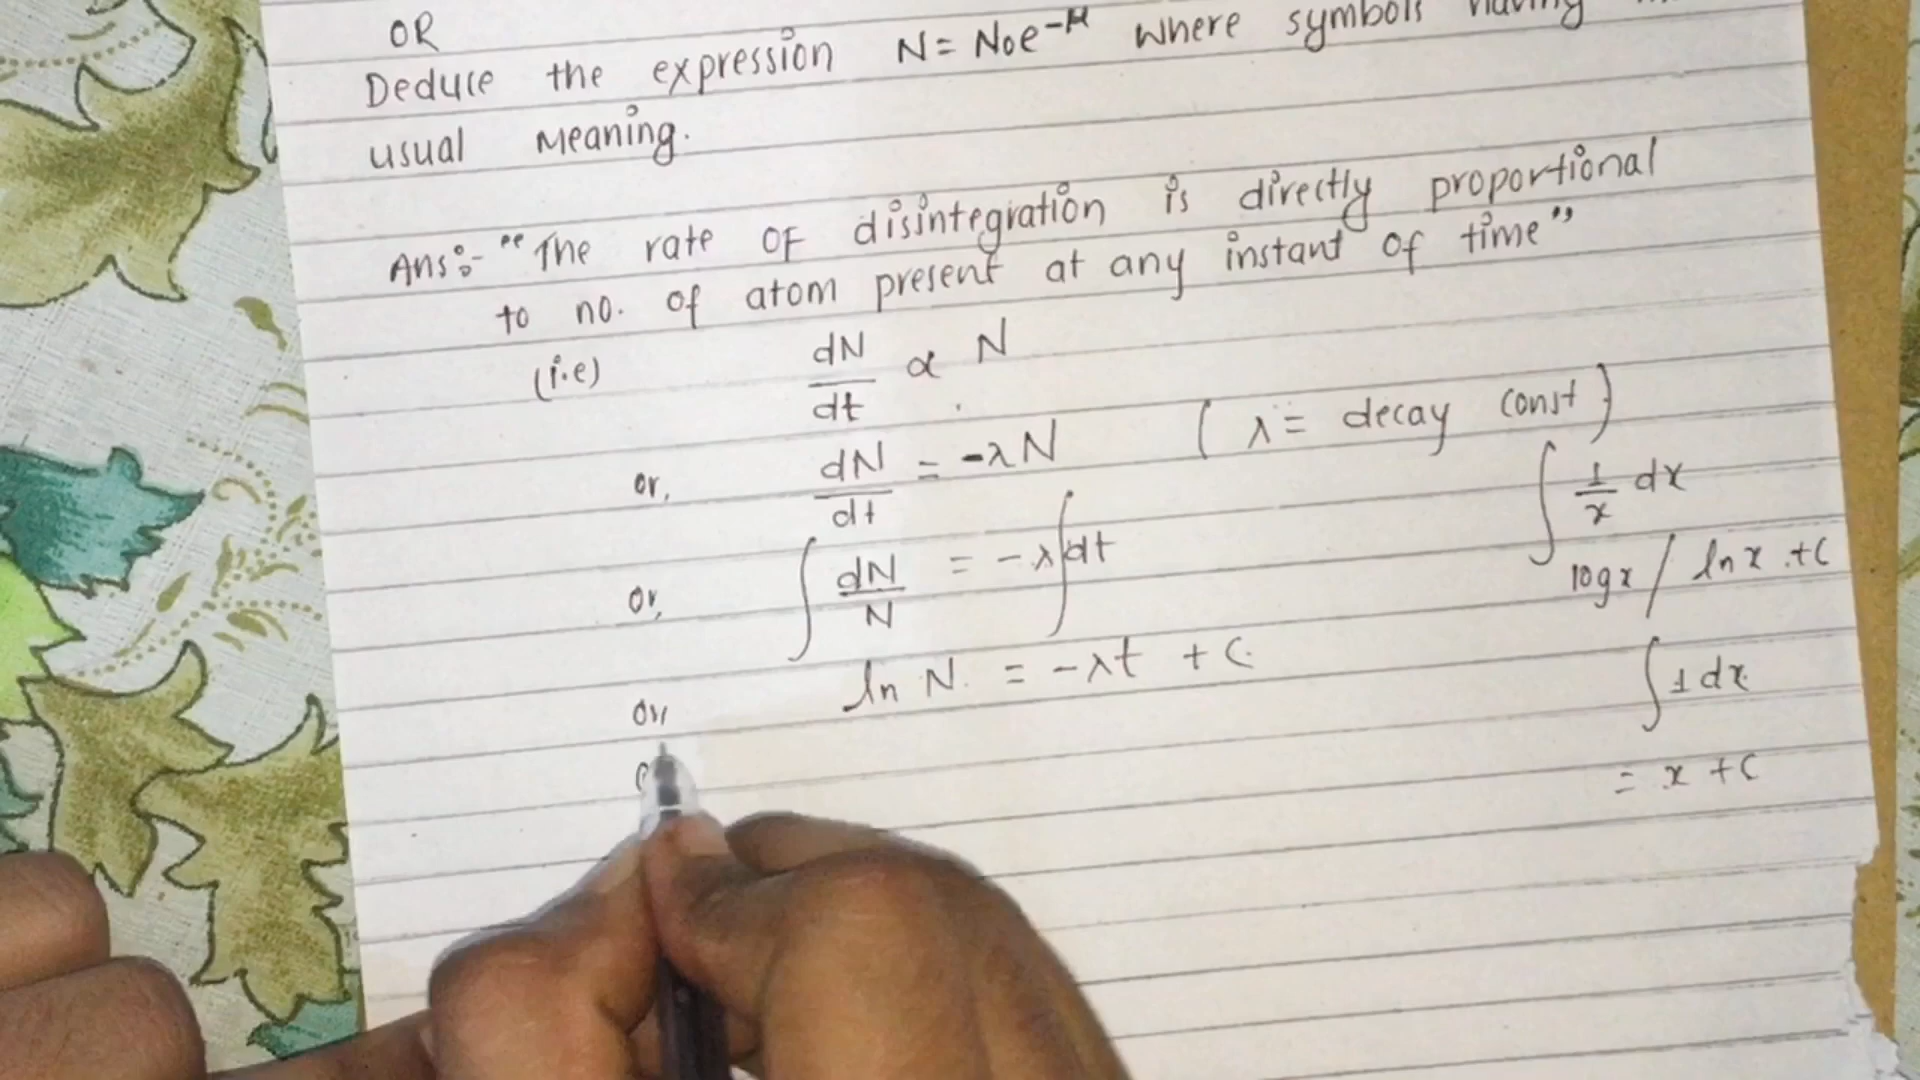 OR
Deduce the expression N = N0e-λt where symbols having
usual Meaning.
Ans:- "The rate OF disintegration is directly proportional
to no. of atom present at any instant of time"
(i.e) dN/dt ∝ N
or, dN/dt = -λN ( λ = decay const )
Or, ∫ dN/N = -λ∫dt
Or, ln N = -λt + C.
∫ 1/x dx
logx / ln x + C
∫ 1 dx
= x + C